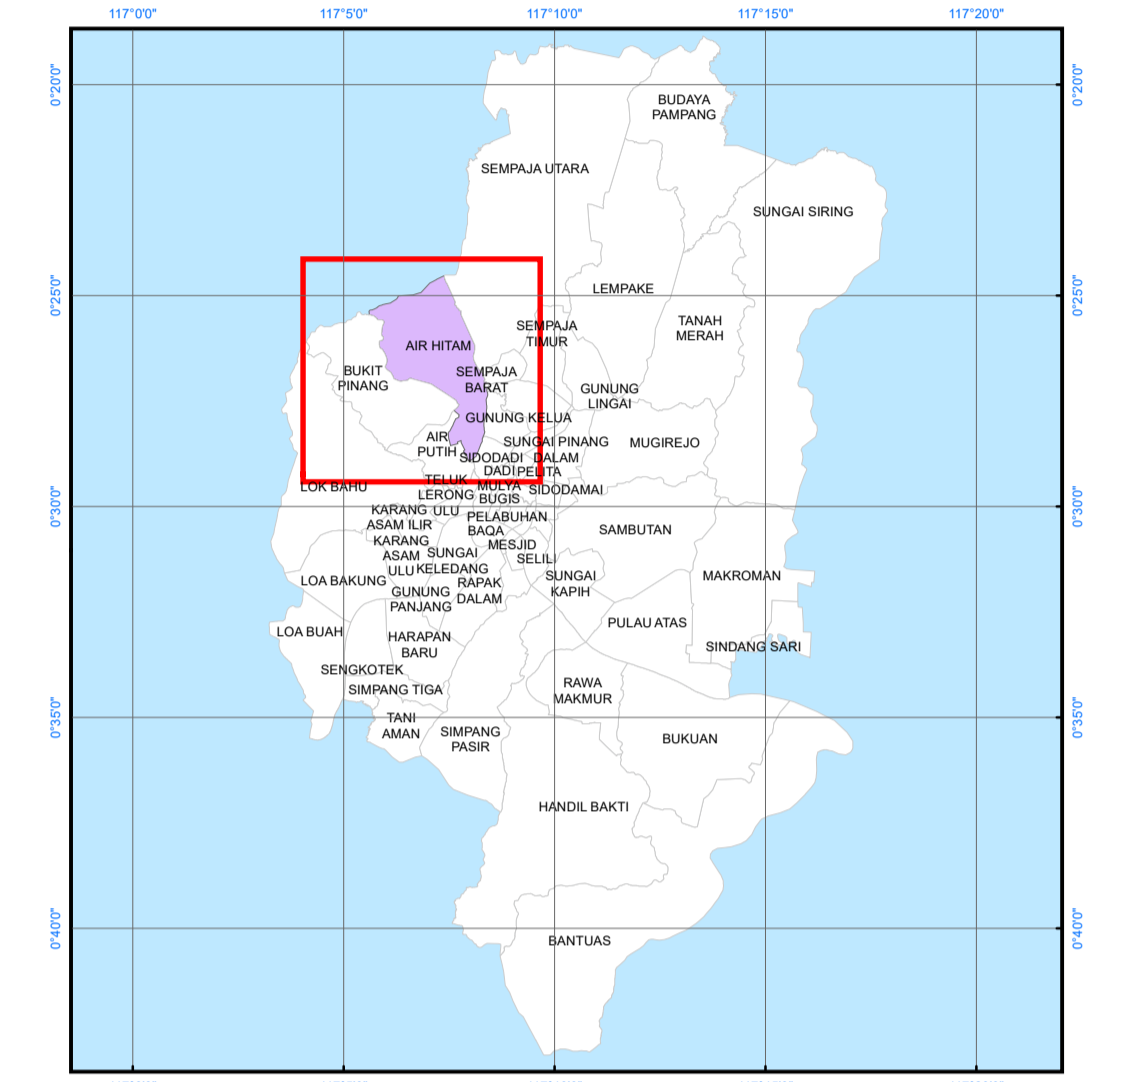 117°0'0" 117°5'0" 117°10'0" 117°15'0" 117°20'0"
0°20'0" 0°20'0"
BUDAYA
PAMPANG
SEMPAJA UTARA
SUNGAI SIRING
0°25'0" 0°25'0"
LEMPAKE
TANAH
MERAH
SEMPAJA
TIMUR
AIR HITAM
BUKIT
PINANG
SEMPAJA
BARAT
GUNUNG
LINGAI
GUNUNG KELUA
AIR
PUTIH
SUNGAI PINANG
DALAM
MUGIREJO
SIDODADI
DADI
PELITA
LOK BAHU
TELUK
LERONG
ULU
MULYA
BUGIS
SIDODAMAI
0°30'0" 0°30'0"
KARANG
ASAM ILIR
PELABUHAN
BAQA
SAMBUTAN
KARANG
ASAM
ULU
MESJID
SELILI
SUNGAI
KELEDANG
LOA BAKUNG
RAPAK
DALAM
SUNGAI
KAPIH
MAKROMAN
GUNUNG
PANJANG
LOA BUAH
HARAPAN
BARU
PULAU ATAS
SINDANG SARI
SENGKOTEK
SIMPANG TIGA
RAWA
MAKMUR
0°35'0" 0°35'0"
TANI
AMAN
SIMPANG
PASIR
BUKUAN
HANDIL BAKTI
0°40'0" 0°40'0"
BANTUAS